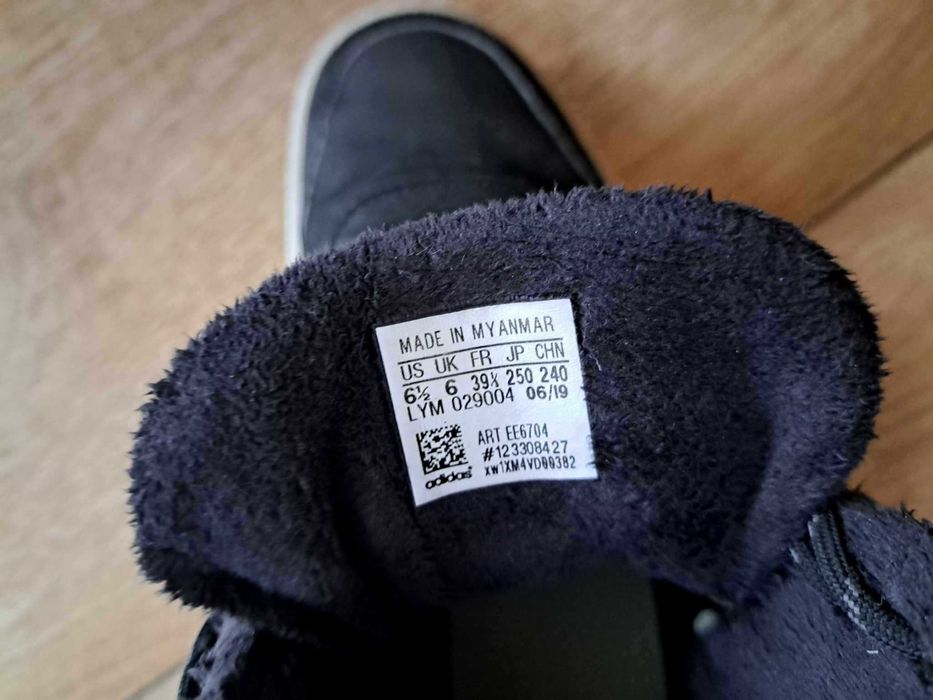 MADE IN MYANMAR
US UK FR JP CHN
6½ 6 39⅓ 250 240
LYM 029004 06/19
ART EE6704
#123308427
XW1XM4VD00382
adidas